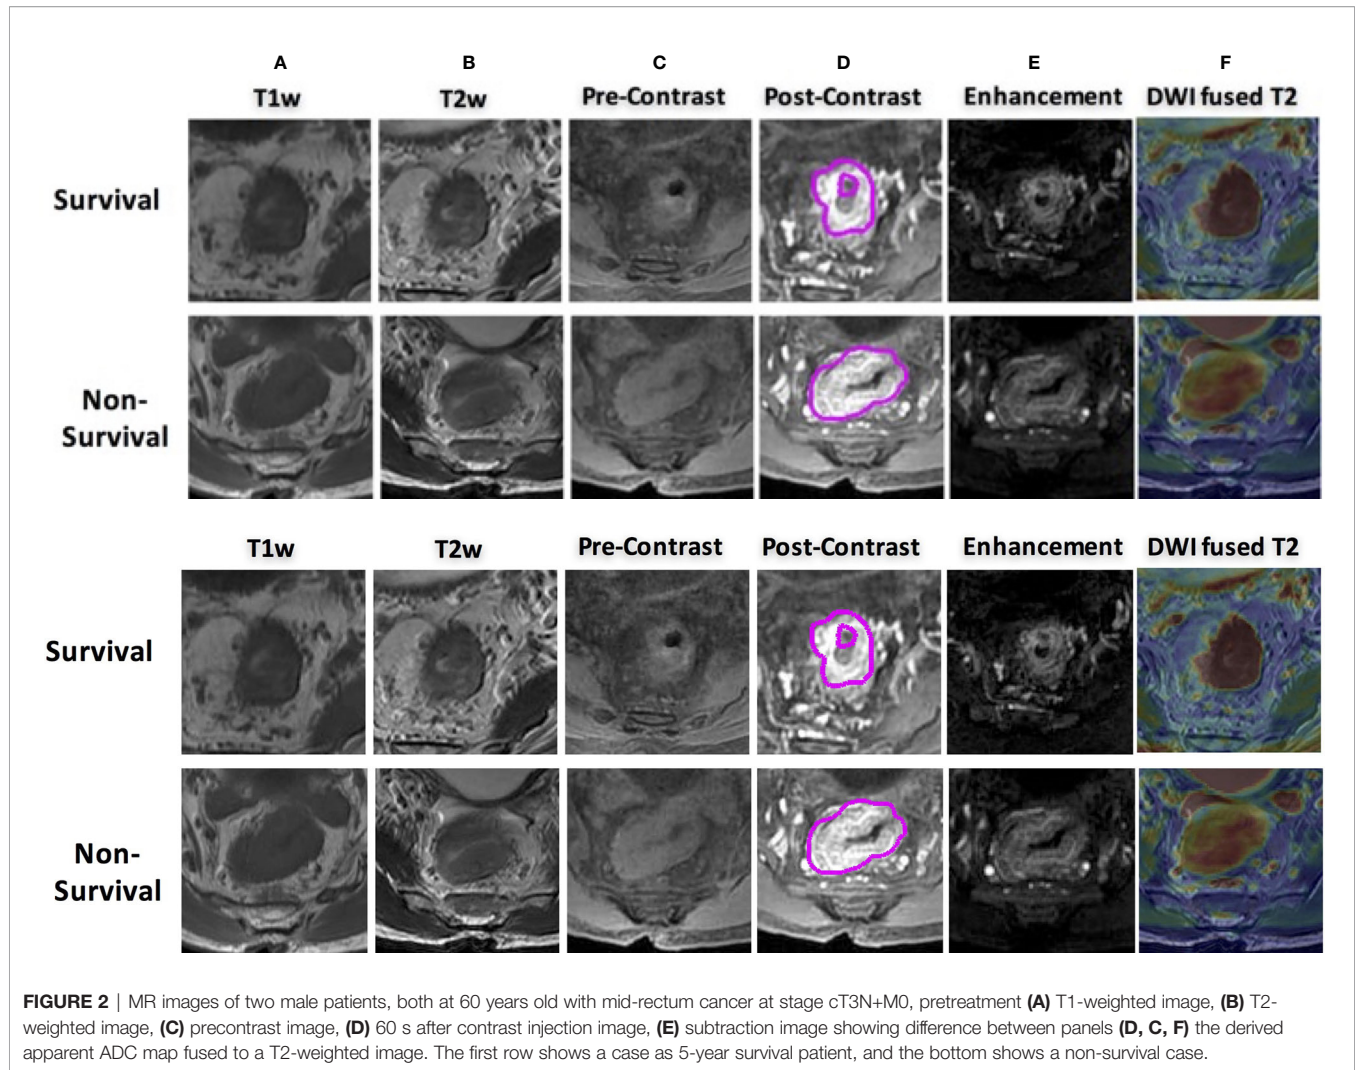 A B C D E F
T1w T2w Pre-Contrast Post-Contrast Enhancement DWI fused T2
Survival
Non-
Survival
T1w T2w Pre-Contrast Post-Contrast Enhancement DWI fused T2
Survival
Non-
Survival
FIGURE 2 | MR images of two male patients, both at 60 years old with mid-rectum cancer at stage cT3N+M0, pretreatment (A) T1-weighted image, (B) T2-
weighted image, (C) precontrast image, (D) 60 s after contrast injection image, (E) subtraction image showing difference between panels (D, C, F) the derived
apparent ADC map fused to a T2-weighted image. The first row shows a case as 5-year survival patient, and the bottom shows a non-survival case.